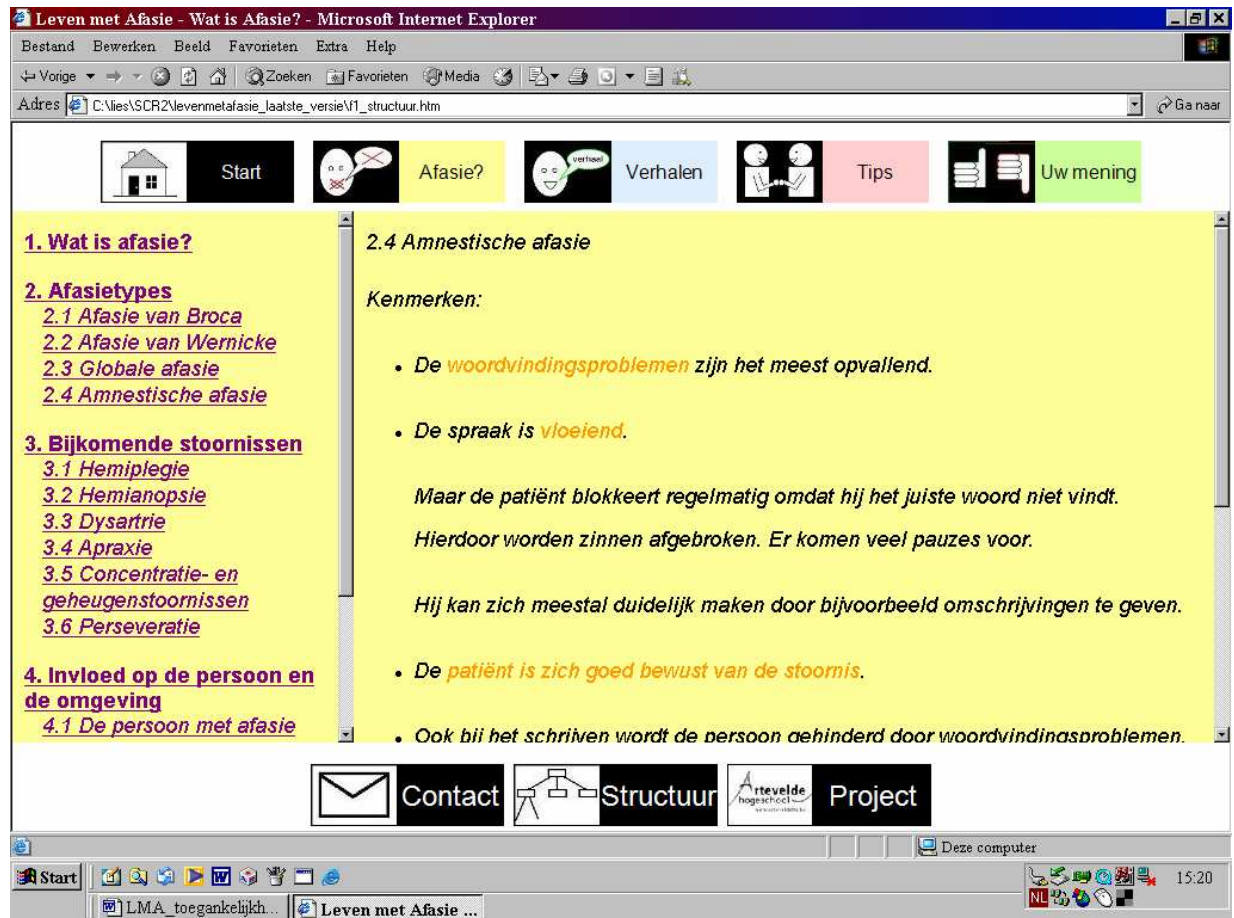 Leven met Afasie - Wat is Afasie? - Microsoft Internet Explorer
Bestand Bewerken Beeld Favorieten Extra Help
Vorige Zoeken Favorieten Media
Adres C:\lies\SCR2\levenmetafasie_laatste_versie\f1_structuur.htm Ga naar
Start Afasie? verhaal Verhalen Tips Uw mening
1. Wat is afasie?
2. Afasietypes
2.1 Afasie van Broca
2.2 Afasie van Wernicke
2.3 Globale afasie
2.4 Amnestische afasie
3. Bijkomende stoornissen
3.1 Hemiplegie
3.2 Hemianopsie
3.3 Dysartrie
3.4 Apraxie
3.5 Concentratie- en
geheugenstoornissen
3.6 Perseveratie
4. Invloed op de persoon en
de omgeving
4.1 De persoon met afasie
2.4 Amnestische afasie
Kenmerken:
• De woordvindingsproblemen zijn het meest opvallend.
• De spraak is vloeiend.
Maar de patiënt blokkeert regelmatig omdat hij het juiste woord niet vindt.
Hierdoor worden zinnen afgebroken. Er komen veel pauzes voor.
Hij kan zich meestal duidelijk maken door bijvoorbeeld omschrijvingen te geven.
• De patiënt is zich goed bewust van de stoornis.
• Ook bij het schrijven wordt de persoon gehinderd door woordvindingsproblemen.
Contact Structuur Artevelde hogeschool Project
Deze computer
Start 15:20
NL
LMA_toegankelijkh... Leven met Afasie ...